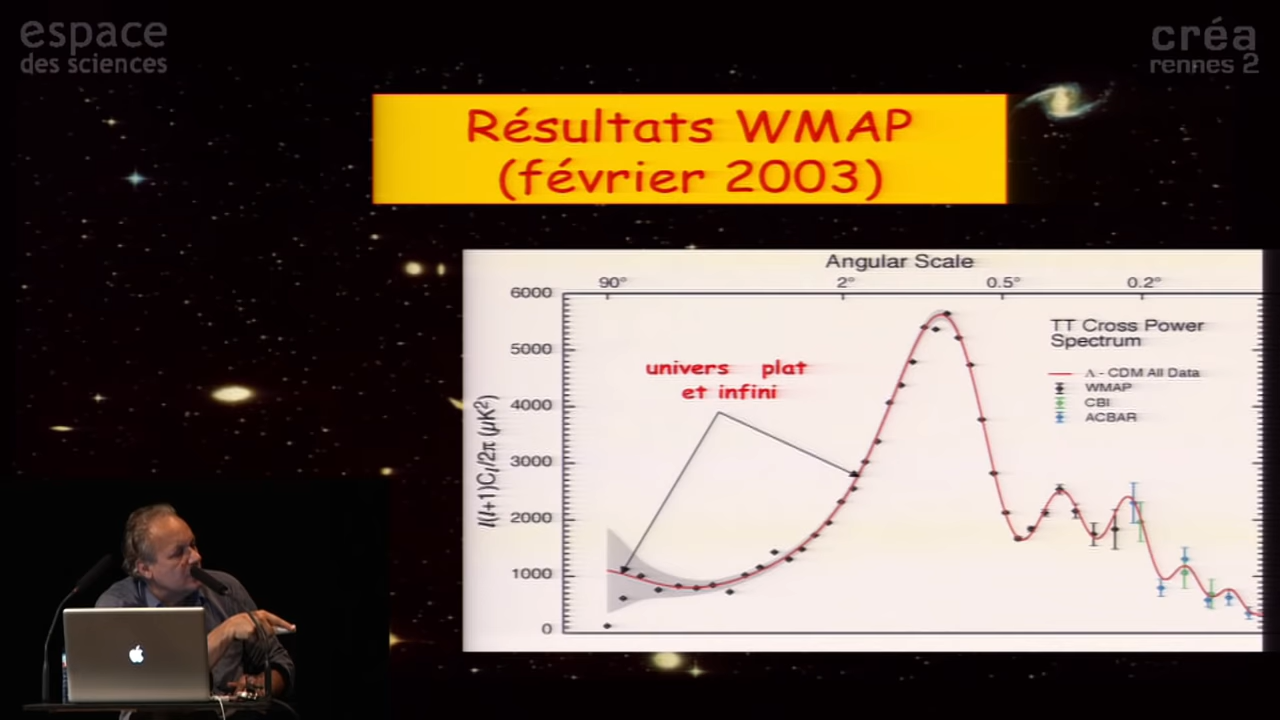 espace
des sciences
créa
rennes 2
Résultats WMAP
(février 2003)
Angular Scale
90° 2° 0.5° 0.2°
6000
5000
4000
3000
2000
1000
0
l(l+1)Cl/2π (μK²)
univers plat
et infini
TT Cross Power
Spectrum
Λ - CDM All Data
WMAP
CBI
ACBAR